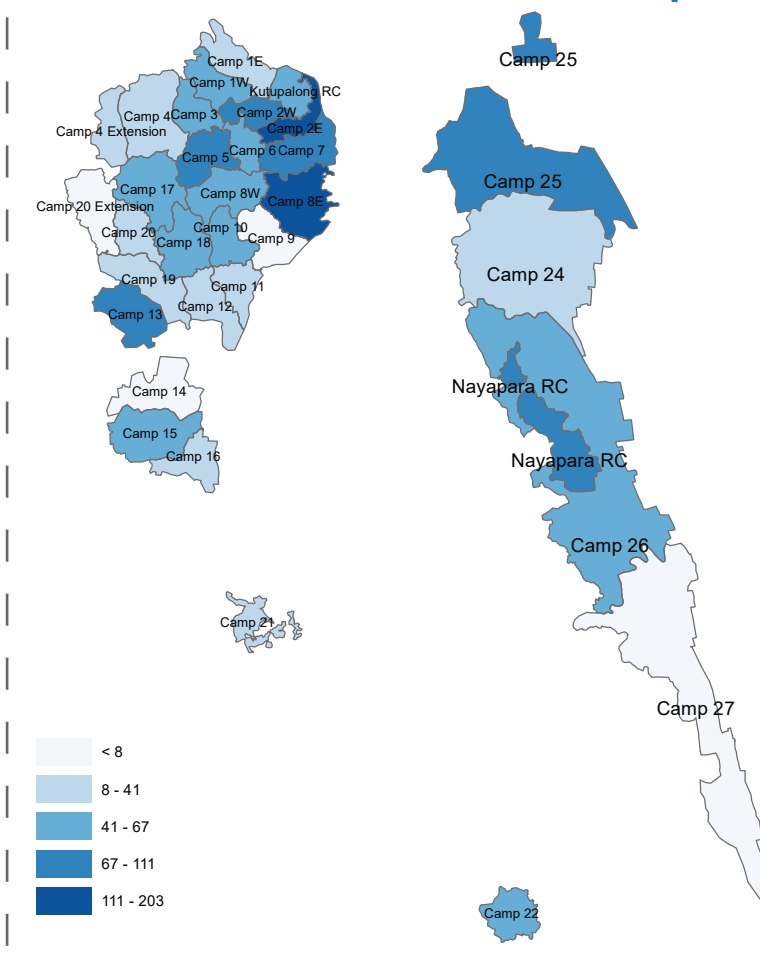 Camp 25
Camp 1E
Camp 1W
Kutupalong RC
Camp 4
Camp 3
Camp 2W
Camp 4 Extension
Camp 2E
Camp 5
Camp 6
Camp 7
Camp 25
Camp 17
Camp 8W
Camp 20 Extension
Camp 8E
Camp 20
Camp 10
Camp 18
Camp 9
Camp 24
Camp 19
Camp 11
Camp 12
Camp 13
Camp 14
Nayapara RC
Camp 15
Camp 16
Nayapara RC
Camp 26
Camp 21
Camp 27
< 8
8 - 41
41 - 67
67 - 111
111 - 203
Camp 22